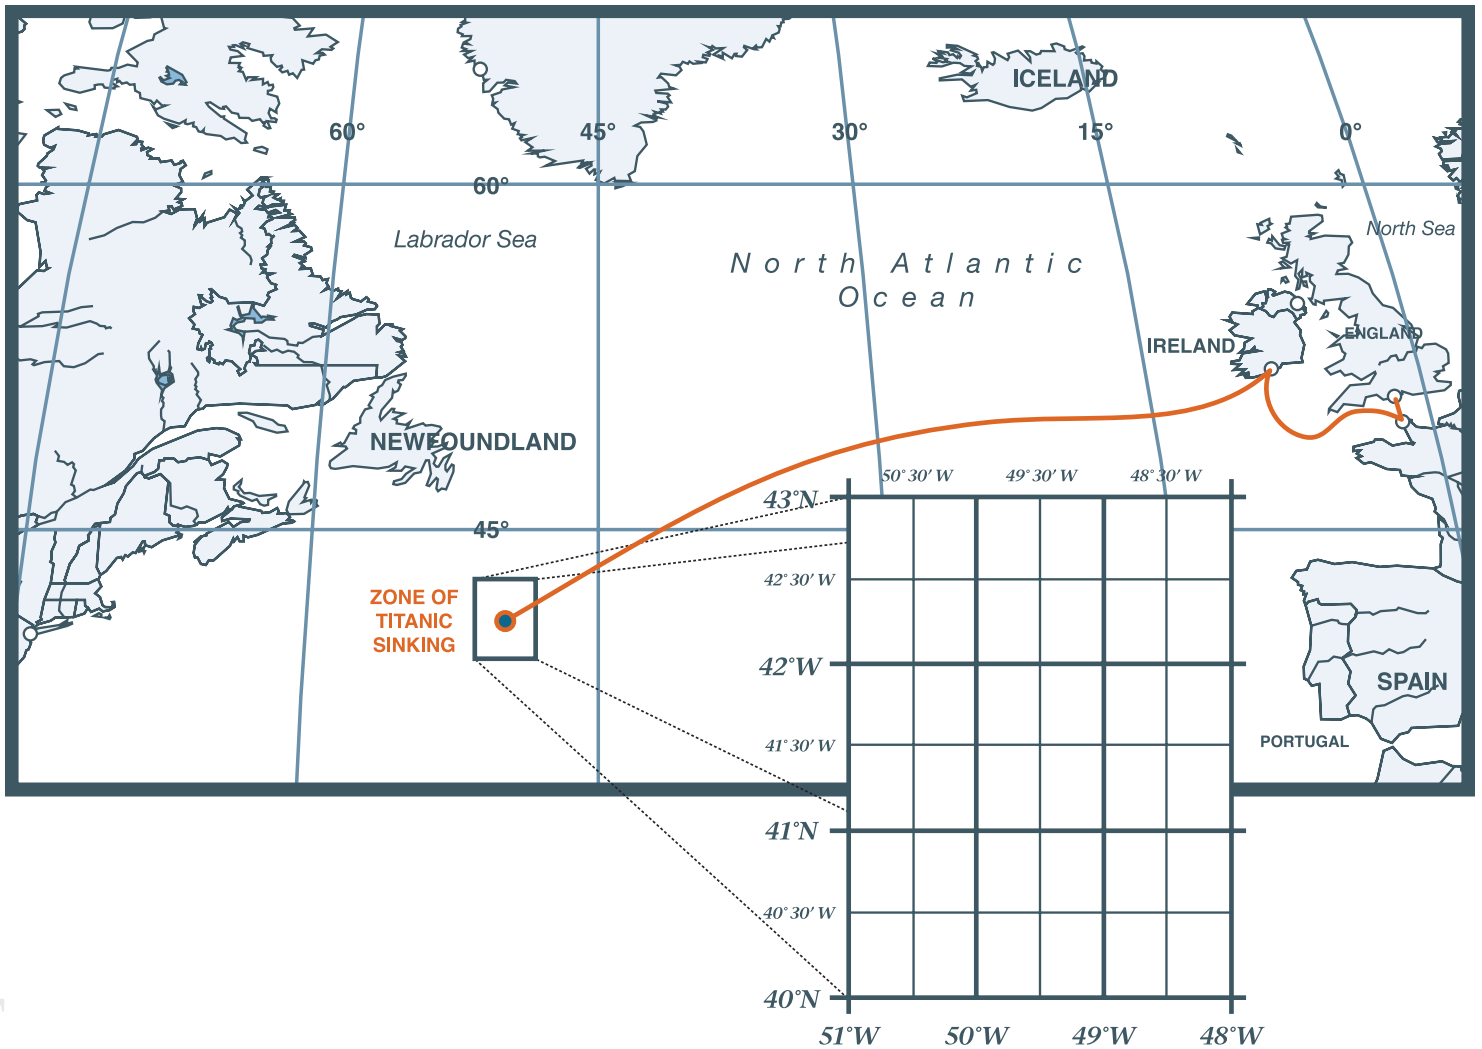 ICELAND
60°
45°
30°
15°
0°
60°
Labrador Sea
North Sea
North Atlantic
Ocean
ENGLAND
IRELAND
NEWFOUNDLAND
50°30' W
49°30' W
48°30' W
43°N
45°
42°30' W
ZONE OF
TITANIC
SINKING
42°W
SPAIN
41°30' W
PORTUGAL
41°N
40°30' W
40°N
51°W
50°W
49°W
48°W